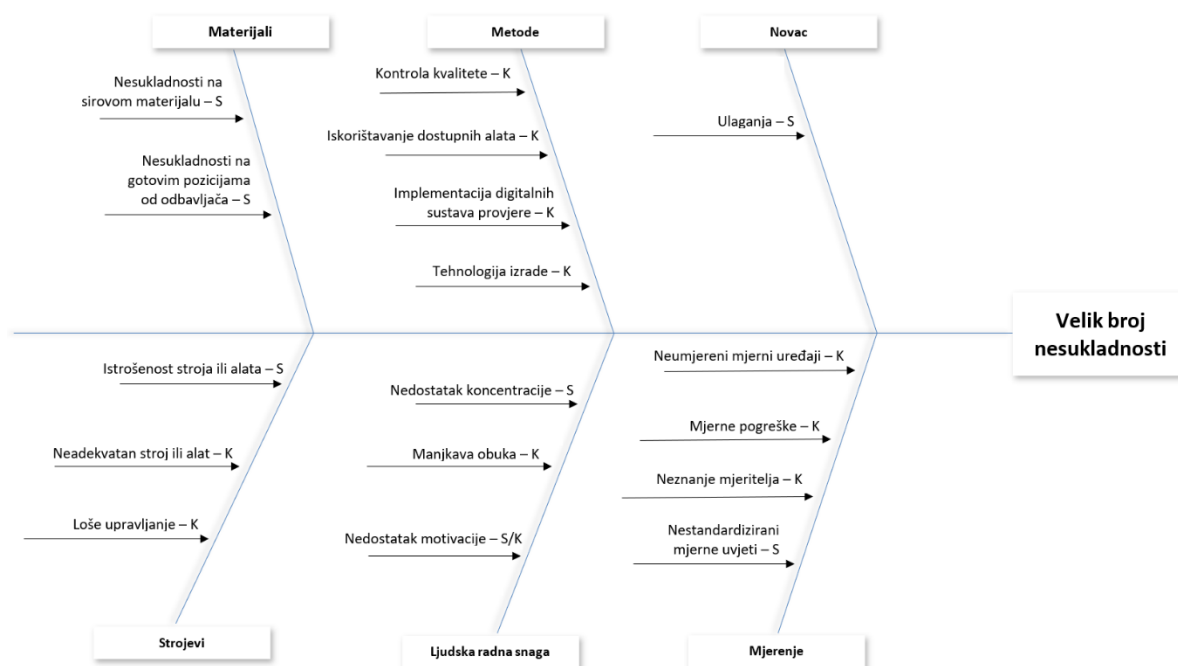 Materijali
Metode
Novac
Nesukladnosti na
sirovom materijalu – S
Nesukladnosti na
gotovim pozicijama
od odbavljača – S
Kontrola kvalitete – K
Iskorištavanje dostupnih alata – K
Implementacija digitalnih
sustava provjere – K
Tehnologija izrade – K
Ulaganja – S
Velik broj
nesukladnosti
Istrošenost stroja ili alata – S
Neadekvatan stroj ili alat – K
Loše upravljanje – K
Nedostatak koncentracije – S
Manjkava obuka – K
Nedostatak motivacije – S/K
Neumjereni mjerni uređaji – K
Mjerne pogreške – K
Neznanje mjeritelja – K
Nestandardizirani
mjerne uvjeti – S
Strojevi
Ljudska radna snaga
Mjerenje